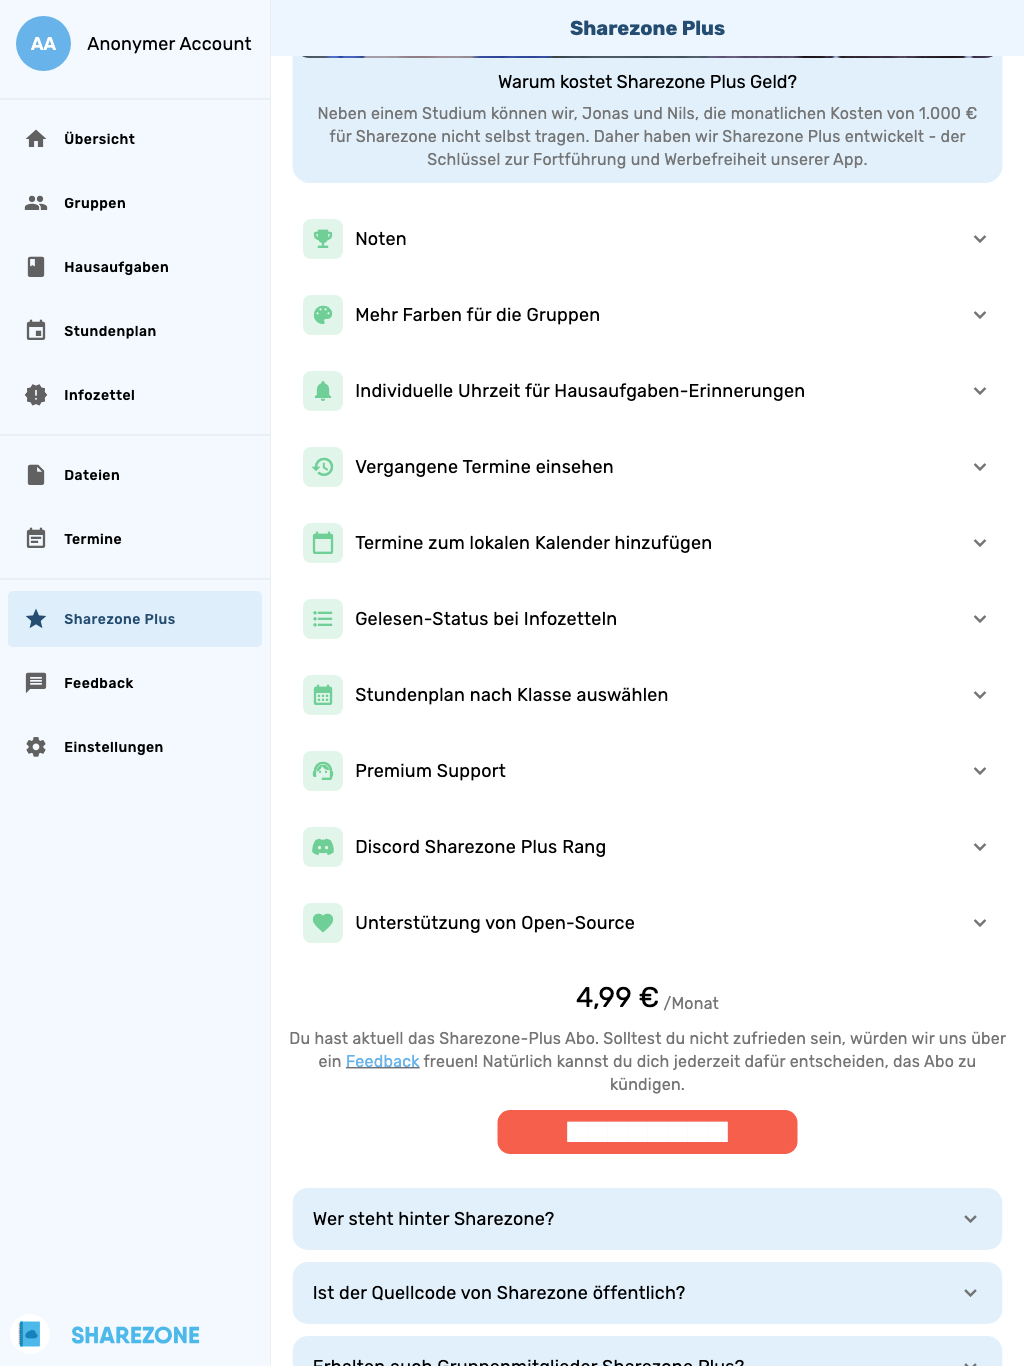 AA
Anonymer Account
Übersicht
Gruppen
Hausaufgaben
Stundenplan
Infozettel
Dateien
Termine
Sharezone Plus
Feedback
Einstellungen
SHAREZONE
Sharezone Plus
Warum kostet Sharezone Plus Geld?
Neben einem Studium können wir, Jonas und Nils, die monatlichen Kosten von 1.000 €
für Sharezone nicht selbst tragen. Daher haben wir Sharezone Plus entwickelt - der
Schlüssel zur Fortführung und Werbefreiheit unserer App.
Noten
Mehr Farben für die Gruppen
Individuelle Uhrzeit für Hausaufgaben-Erinnerungen
Vergangene Termine einsehen
Termine zum lokalen Kalender hinzufügen
Gelesen-Status bei Infozetteln
Stundenplan nach Klasse auswählen
Premium Support
Discord Sharezone Plus Rang
Unterstützung von Open-Source
4,99 € /Monat
Du hast aktuell das Sharezone-Plus Abo. Solltest du nicht zufrieden sein, würden wir uns über
ein Feedback freuen! Natürlich kannst du dich jederzeit dafür entscheiden, das Abo zu
kündigen.
Wer steht hinter Sharezone?
Ist der Quellcode von Sharezone öffentlich?
Erhalten auch Gruppenmitglieder Sharezone Plus?